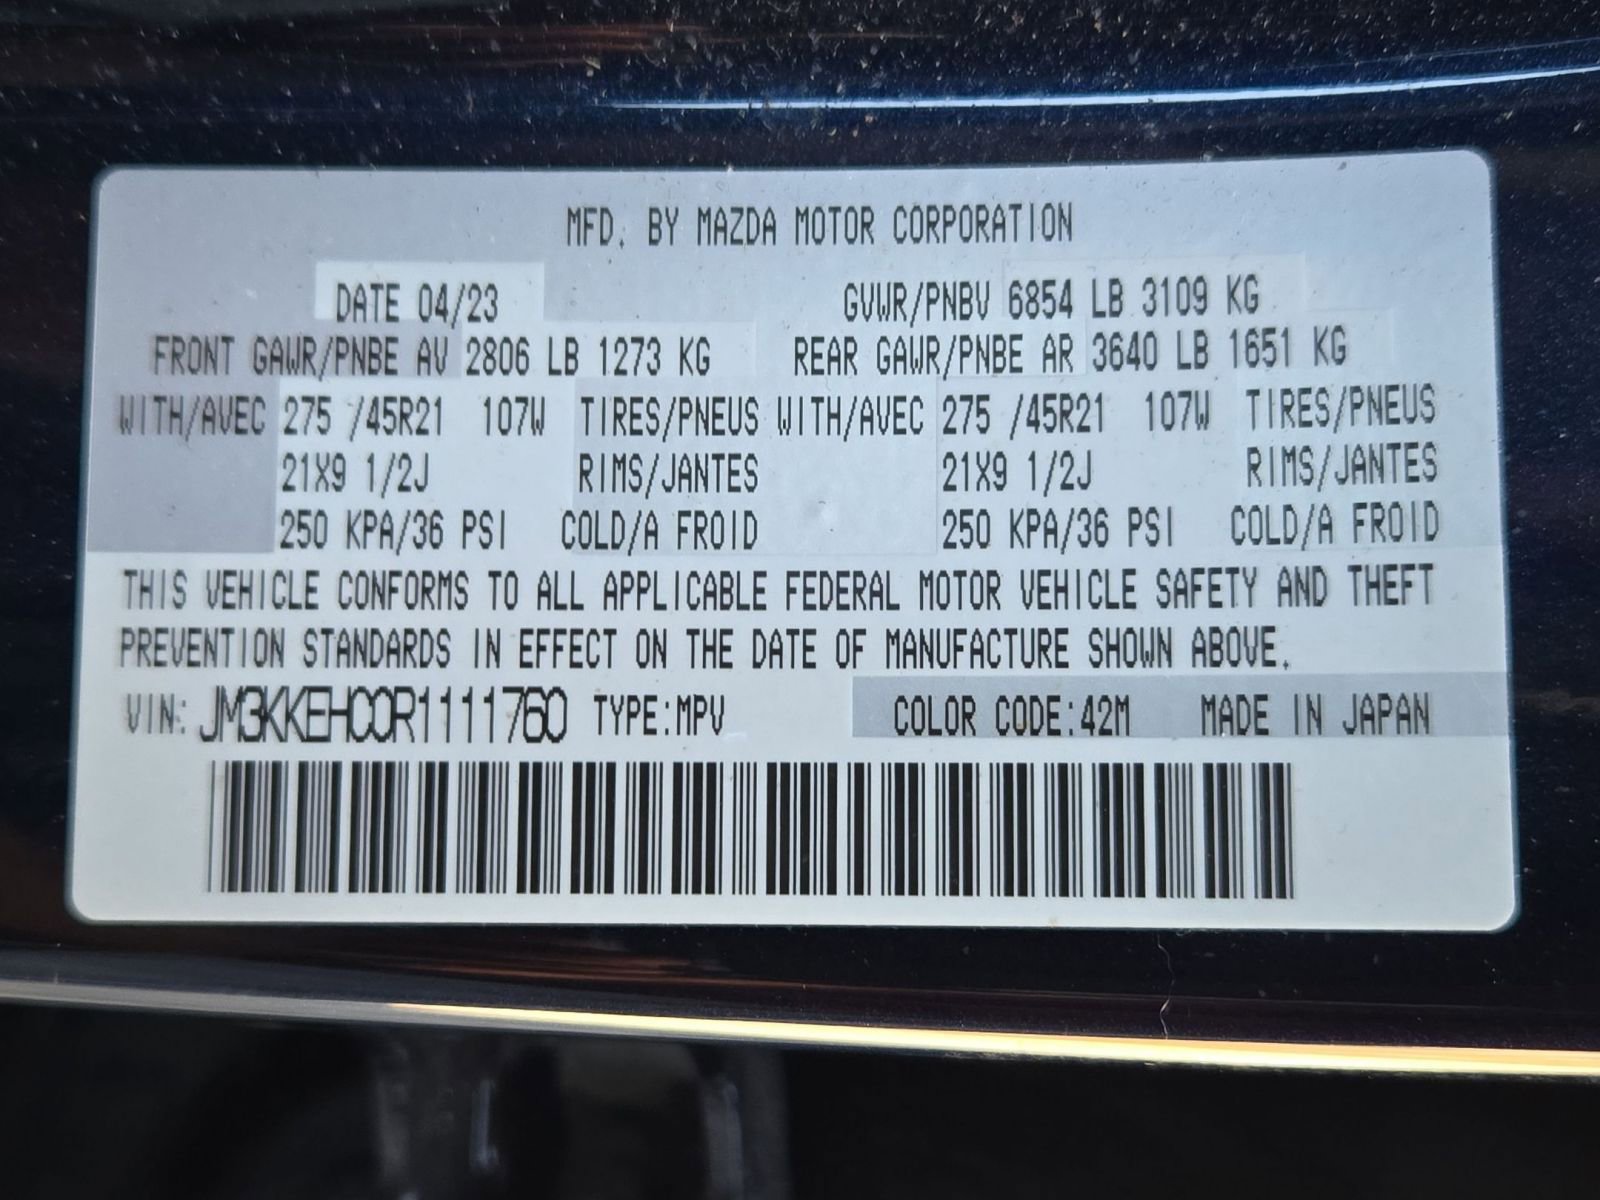 MFD. BY MAZDA MOTOR CORPORATION
DATE 04/23 GVWR/PNBV 6854 LB 3109 KG
FRONT GAWR/PNBE AV 2806 LB 1273 KG REAR GAWR/PNBE AR 3640 LB 1651 KG
WITH/AVEC 275 /45R21 107W TIRES/PNEUS WITH/AVEC 275 /45R21 107W TIRES/PNEUS
21X9 1/2J RIMS/JANTES 21X9 1/2J RIMS/JANTES
250 KPA/36 PSI COLD/A FROID 250 KPA/36 PSI COLD/A FROID
THIS VEHICLE CONFORMS TO ALL APPLICABLE FEDERAL MOTOR VEHICLE SAFETY AND THEFT
PREVENTION STANDARDS IN EFFECT ON THE DATE OF MANUFACTURE SHOWN ABOVE.
VIN: JM3KKEHC0R1111760 TYPE:MPV COLOR CODE:42M MADE IN JAPAN